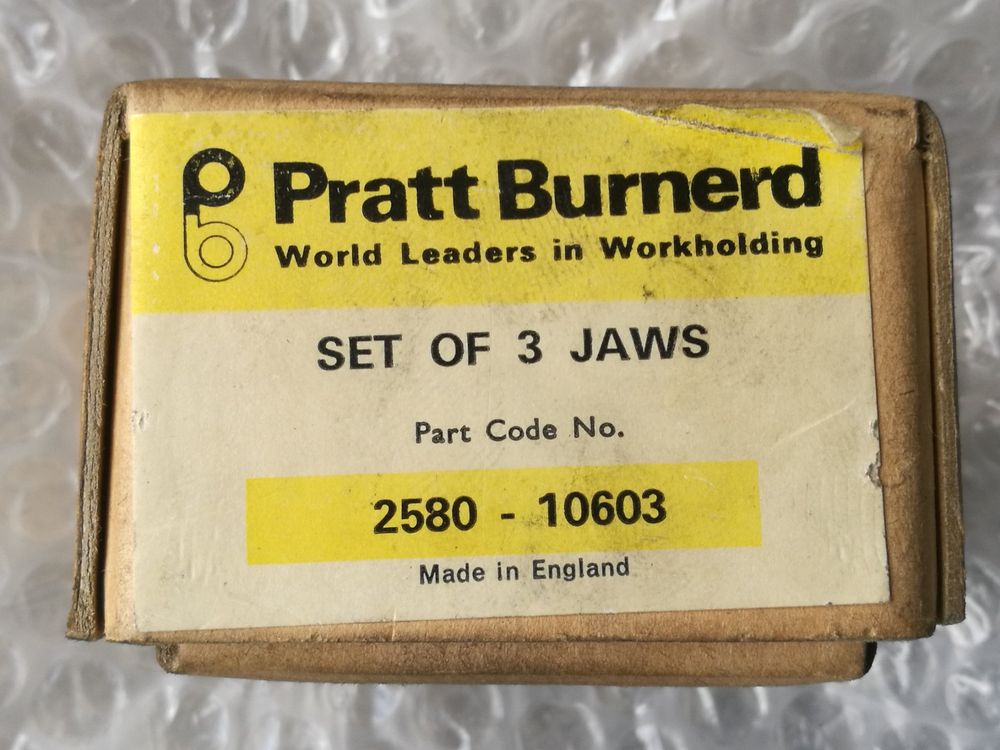 Pratt Burnerd
World Leaders in Workholding
SET OF 3 JAWS
Part Code No.
2580 - 10603
Made in England